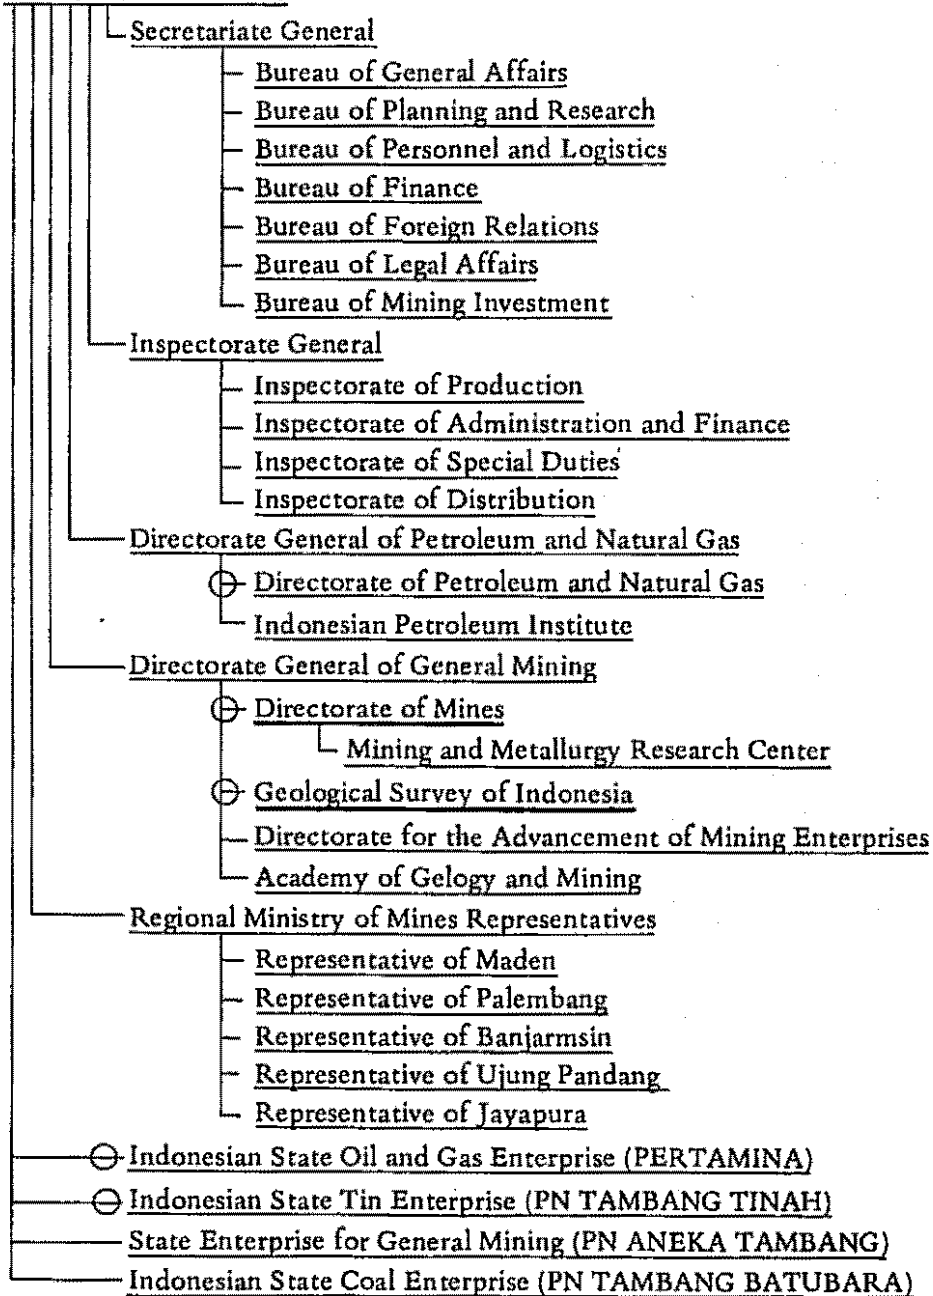 Secretariate General
Bureau of General Affairs
Bureau of Planning and Research
Bureau of Personnel and Logistics
Bureau of Finance
Bureau of Foreign Relations
Bureau of Legal Affairs
Bureau of Mining Investment
Inspectorate General
Inspectorate of Production
Inspectorate of Administration and Finance
Inspectorate of Special Duties
Inspectorate of Distribution
Directorate General of Petroleum and Natural Gas
Directorate of Petroleum and Natural Gas
Indonesian Petroleum Institute
Directorate General of General Mining
Directorate of Mines
Mining and Metallurgy Research Center
Geological Survey of Indonesia
Directorate for the Advancement of Mining Enterprises
Academy of Gelogy and Mining
Regional Ministry of Mines Representatives
Representative of Maden
Representative of Palembang
Representative of Banjarmsin
Representative of Ujung Pandang
Representative of Jayapura
Indonesian State Oil and Gas Enterprise (PERTAMINA)
Indonesian State Tin Enterprise (PN TAMBANG TINAH)
State Enterprise for General Mining (PN ANEKA TAMBANG)
Indonesian State Coal Enterprise (PN TAMBANG BATUBARA)